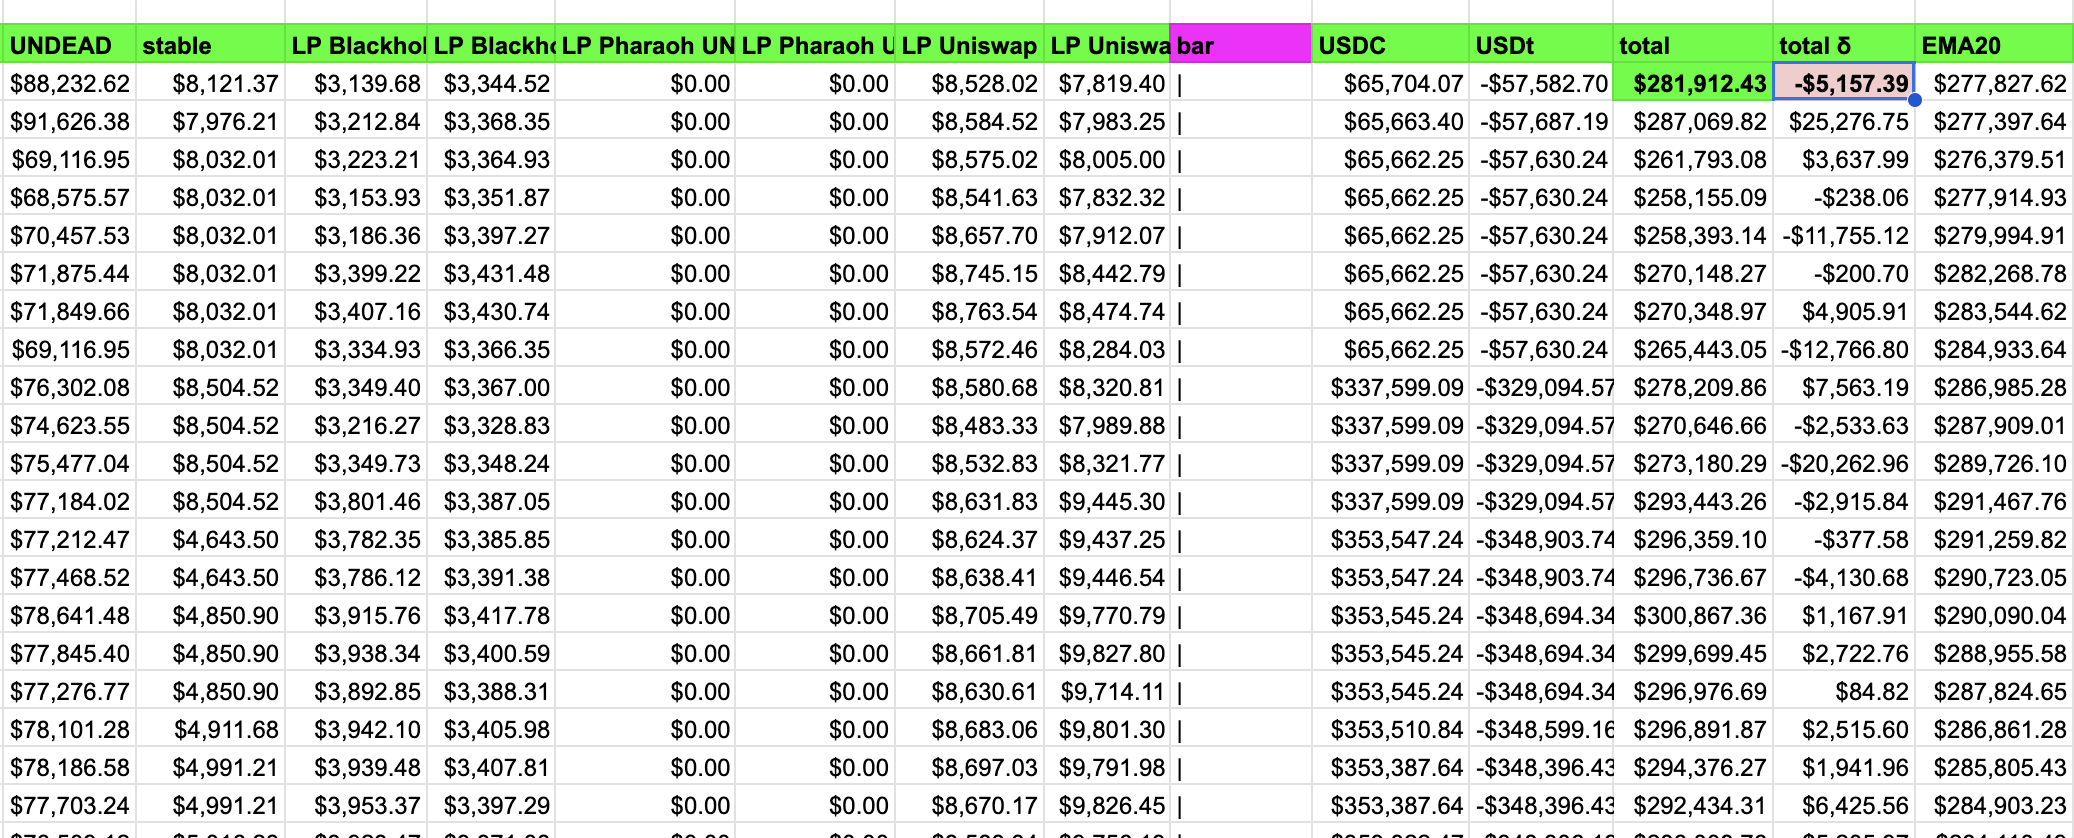 UNDEAD stable LP Blackhol LP Blackho LP Pharaoh UN LP Pharaoh U LP Uniswap LP Uniswa bar USDC USDt total total δ EMA20
$88,232.62 $8,121.37 $3,139.68 $3,344.52 $0.00 $0.00 $8,528.02 $7,819.40 | $65,704.07 -$57,582.70 $281,912.43 -$5,157.39 $277,827.62
$91,626.38 $7,976.21 $3,212.84 $3,368.35 $0.00 $0.00 $8,584.52 $7,983.25 | $65,663.40 -$57,687.19 $287,069.82 $25,276.75 $277,397.64
$69,116.95 $8,032.01 $3,223.21 $3,364.93 $0.00 $0.00 $8,575.02 $8,005.00 | $65,662.25 -$57,630.24 $261,793.08 $3,637.99 $276,379.51
$68,575.57 $8,032.01 $3,153.93 $3,351.87 $0.00 $0.00 $8,541.63 $7,832.32 | $65,662.25 -$57,630.24 $258,155.09 -$238.06 $277,914.93
$70,457.53 $8,032.01 $3,186.36 $3,397.27 $0.00 $0.00 $8,657.70 $7,912.07 | $65,662.25 -$57,630.24 $258,393.14 -$11,755.12 $279,994.91
$71,875.44 $8,032.01 $3,399.22 $3,431.48 $0.00 $0.00 $8,745.15 $8,442.79 | $65,662.25 -$57,630.24 $270,148.27 -$200.70 $282,268.78
$71,849.66 $8,032.01 $3,407.16 $3,430.74 $0.00 $0.00 $8,763.54 $8,474.74 | $65,662.25 -$57,630.24 $270,348.97 $4,905.91 $283,544.62
$69,116.95 $8,032.01 $3,334.93 $3,366.35 $0.00 $0.00 $8,572.46 $8,284.03 | $65,662.25 -$57,630.24 $265,443.05 -$12,766.80 $284,933.64
$76,302.08 $8,504.52 $3,349.40 $3,367.00 $0.00 $0.00 $8,580.68 $8,320.81 | $337,599.09 -$329,094.57 $278,209.86 $7,563.19 $286,985.28
$74,623.55 $8,504.52 $3,216.27 $3,328.83 $0.00 $0.00 $8,483.33 $7,989.88 | $337,599.09 -$329,094.57 $270,646.66 -$2,533.63 $287,909.01
$75,477.04 $8,504.52 $3,349.73 $3,348.24 $0.00 $0.00 $8,532.83 $8,321.77 | $337,599.09 -$329,094.57 $273,180.29 -$20,262.96 $289,726.10
$77,184.02 $8,504.52 $3,801.46 $3,387.05 $0.00 $0.00 $8,631.83 $9,445.30 | $337,599.09 -$329,094.57 $293,443.26 -$2,915.84 $291,467.76
$77,212.47 $4,643.50 $3,782.35 $3,385.85 $0.00 $0.00 $8,624.37 $9,437.25 | $353,547.24 -$348,903.74 $296,359.10 -$377.58 $291,259.82
$77,468.52 $4,643.50 $3,786.12 $3,391.38 $0.00 $0.00 $8,638.41 $9,446.54 | $353,547.24 -$348,903.74 $296,736.67 -$4,130.68 $290,723.05
$78,641.48 $4,850.90 $3,915.76 $3,417.78 $0.00 $0.00 $8,705.49 $9,770.79 | $353,545.24 -$348,694.34 $300,867.36 $1,167.91 $290,090.04
$77,845.40 $4,850.90 $3,938.34 $3,400.59 $0.00 $0.00 $8,661.81 $9,827.80 | $353,545.24 -$348,694.34 $299,699.45 $2,722.76 $288,955.58
$77,276.77 $4,850.90 $3,892.85 $3,388.31 $0.00 $0.00 $8,630.61 $9,714.11 | $353,545.24 -$348,694.34 $296,976.69 $84.82 $287,824.65
$78,101.28 $4,911.68 $3,942.10 $3,405.98 $0.00 $0.00 $8,683.06 $9,801.30 | $353,510.84 -$348,599.16 $296,891.87 $2,515.60 $286,861.28
$78,186.58 $4,991.21 $3,939.48 $3,407.81 $0.00 $0.00 $8,697.03 $9,791.98 | $353,387.64 -$348,396.43 $294,376.27 $1,941.96 $285,805.43
$77,703.24 $4,991.21 $3,953.37 $3,397.29 $0.00 $0.00 $8,670.17 $9,826.45 | $353,387.64 -$348,396.43 $292,434.31 $6,425.56 $284,903.23